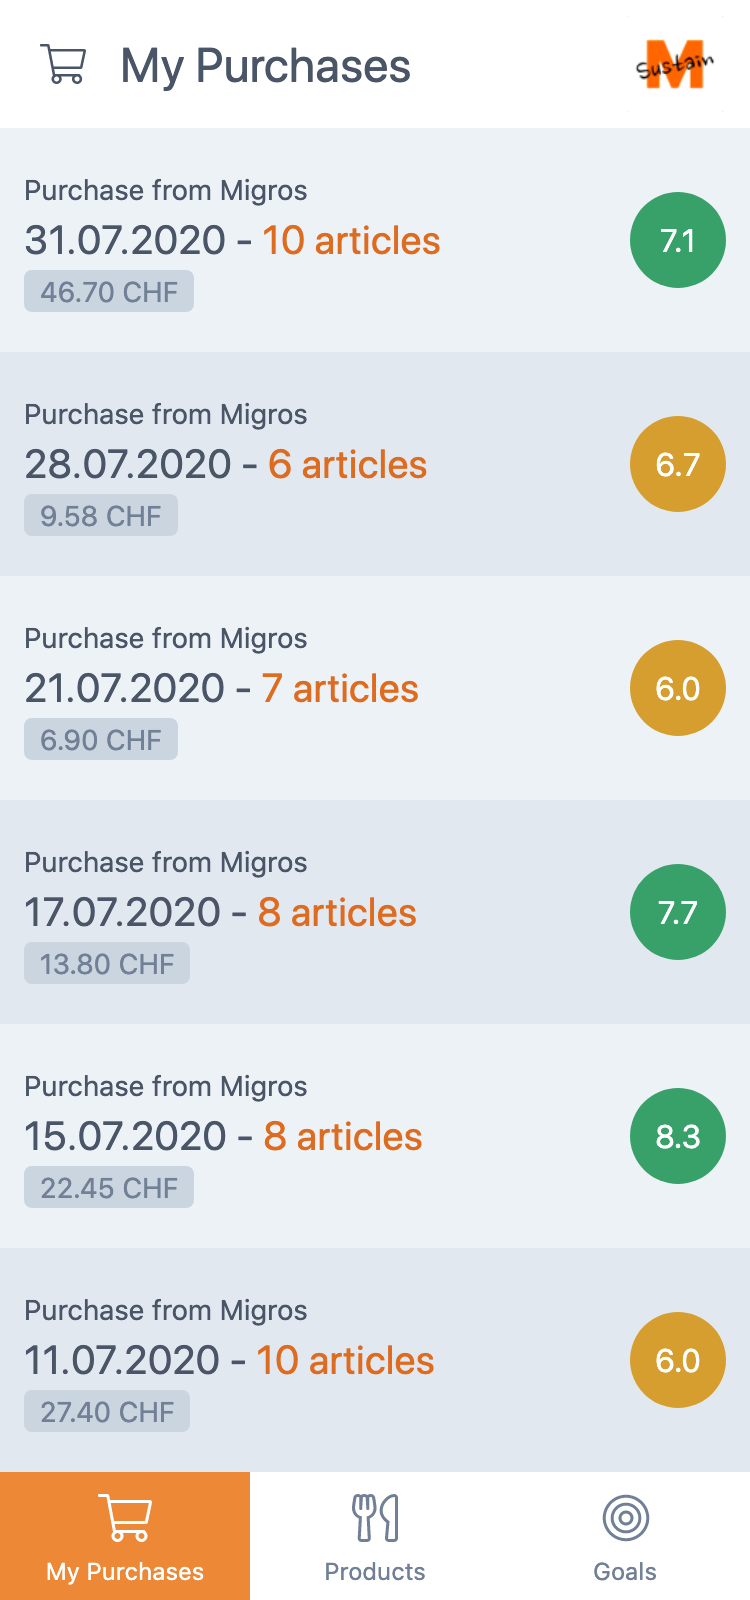 My Purchases
M
Sustain
Purchase from Migros
31.07.2020 - 10 articles
7.1
46.70 CHF
Purchase from Migros
28.07.2020 - 6 articles
6.7
9.58 CHF
Purchase from Migros
21.07.2020 - 7 articles
6.0
6.90 CHF
Purchase from Migros
17.07.2020 - 8 articles
7.7
13.80 CHF
Purchase from Migros
15.07.2020 - 8 articles
8.3
22.45 CHF
Purchase from Migros
11.07.2020 - 10 articles
6.0
27.40 CHF
My Purchases
Products
Goals